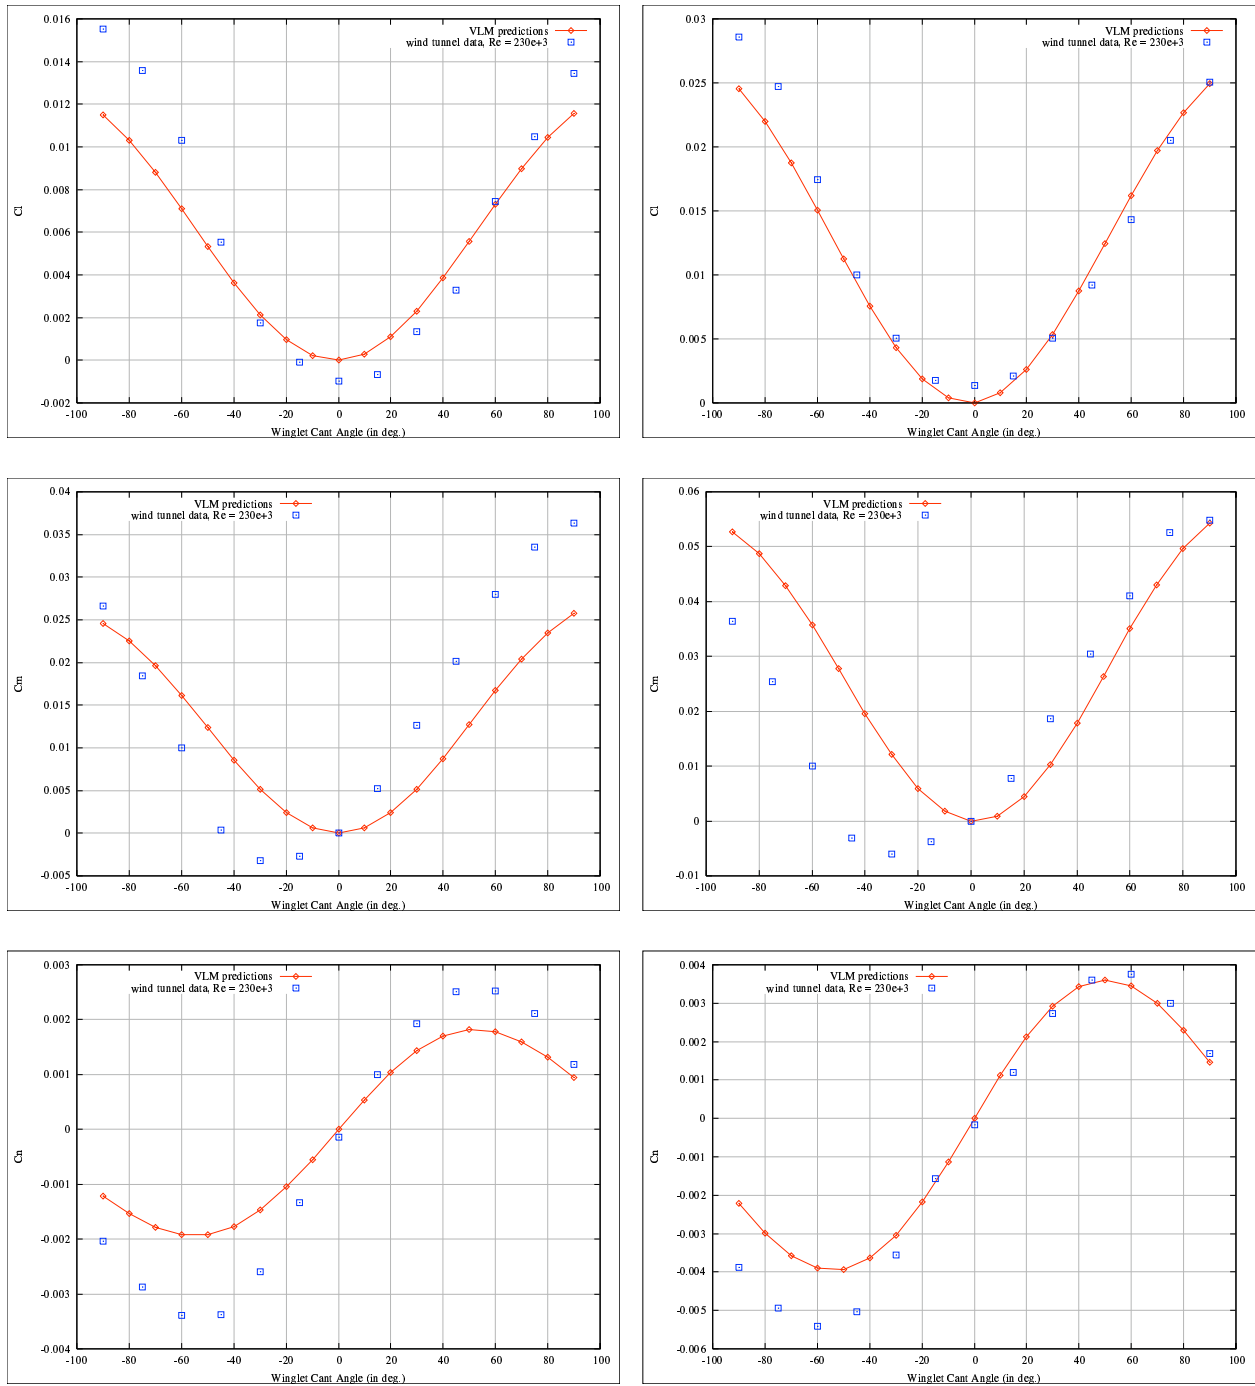 0.016
0.014
0.012
0.01
0.008
0.006
0.004
0.002
0
-0.002
Cl
VLM predictions
wind tunnel data, Re = 230e+3
-100 -80 -60 -40 -20 0 20 40 60 80 100
Winglet Cant Angle (in deg.)
0.03
0.025
0.02
0.015
0.01
0.005
0
Cl
VLM predictions
wind tunnel data, Re = 230e+3
-100 -80 -60 -40 -20 0 20 40 60 80 100
Winglet Cant Angle (in deg.)
0.04
0.035
0.03
0.025
0.02
0.015
0.01
0.005
0
-0.005
Cm
VLM predictions
wind tunnel data, Re = 230e+3
-100 -80 -60 -40 -20 0 20 40 60 80 100
Winglet Cant Angle (in deg.)
0.06
0.05
0.04
0.03
0.02
0.01
0
-0.01
Cm
VLM predictions
wind tunnel data, Re = 230e+3
-100 -80 -60 -40 -20 0 20 40 60 80 100
Winglet Cant Angle (in deg.)
0.003
0.002
0.001
0
-0.001
-0.002
-0.003
-0.004
Cn
VLM predictions
wind tunnel data, Re = 230e+3
-100 -80 -60 -40 -20 0 20 40 60 80 100
Winglet Cant Angle (in deg.)
0.004
0.003
0.002
0.001
0
-0.001
-0.002
-0.003
-0.004
-0.005
-0.006
Cn
VLM predictions
wind tunnel data, Re = 230e+3
-100 -80 -60 -40 -20 0 20 40 60 80 100
Winglet Cant Angle (in deg.)